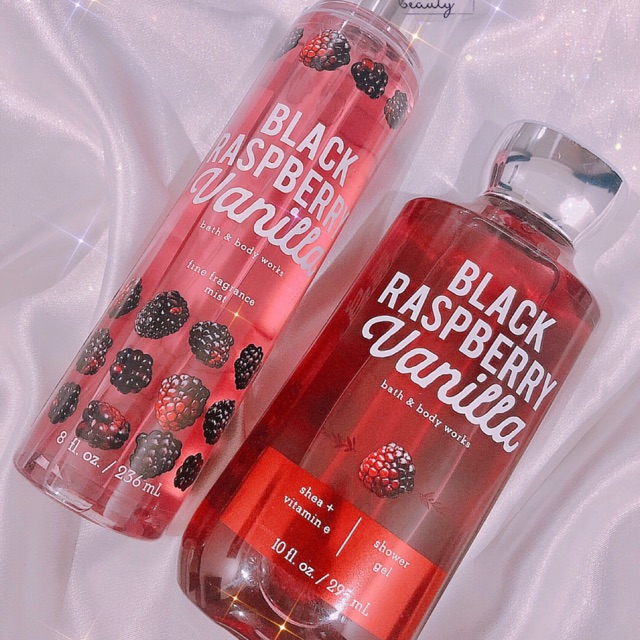 beauty
BLACK
RASPBERRY
Vanilla
bath & body works
fine fragrance
mist
8 fl. oz. / 236 mL
BLACK
RASPBERRY
Vanilla
bath & body works
shea +
vitamin e
shower
gel
10 fl. oz. / 295 mL